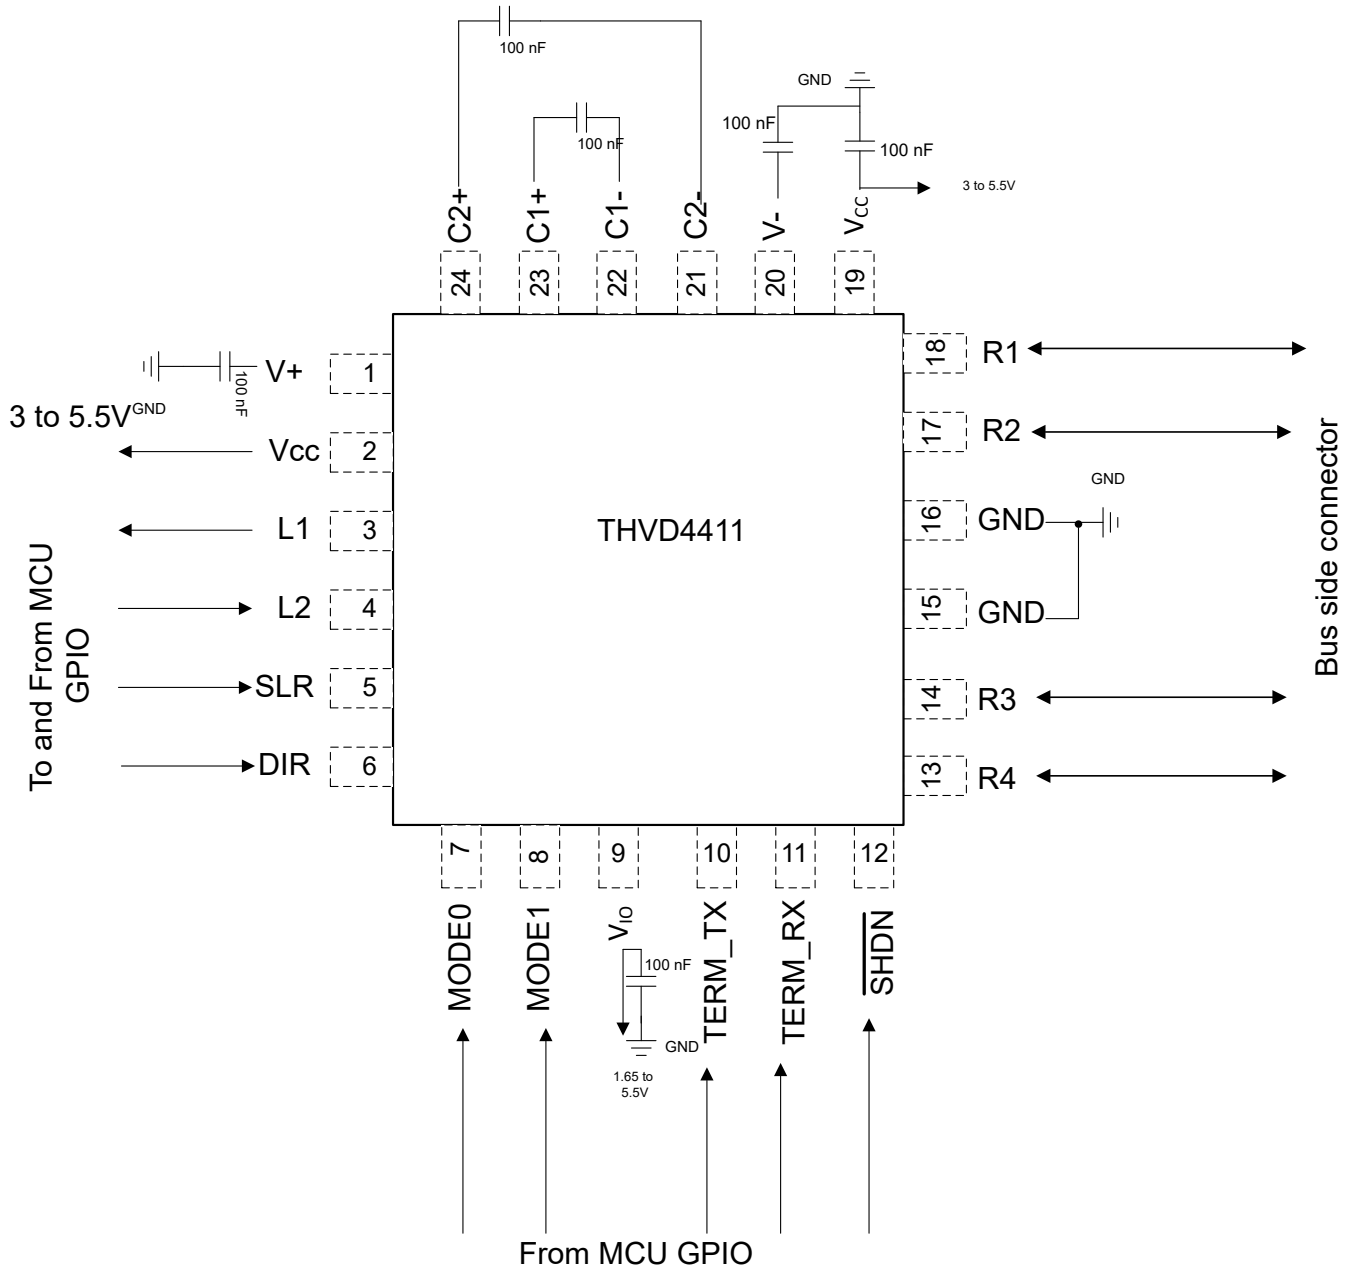 100 nF
GND
100 nF
100 nF
100 nF
3 to 5.5V
C2+
C1+
C1-
C2-
V-
VCC
24
23
22
21
20
19
V+
1
100 nF
GND
3 to 5.5V
Vcc
2
L1
3
L2
4
SLR
5
DIR
6
To and From MCU
GPIO
THVD4411
18
R1
17
R2
GND
16
GND
15
GND
14
R3
13
R4
Bus side connector
7
8
9
10
11
12
MODE0
MODE1
VIO
TERM_TX
TERM_RX
SHDN
100 nF
GND
1.65 to
5.5V
From MCU GPIO